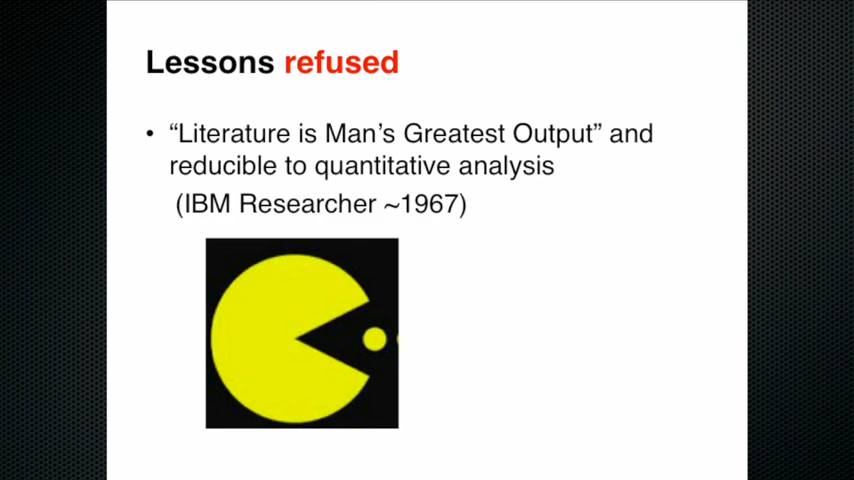 Lessons refused
• “Literature is Man’s Greatest Output” and
reducible to quantitative analysis
(IBM Researcher ~1967)